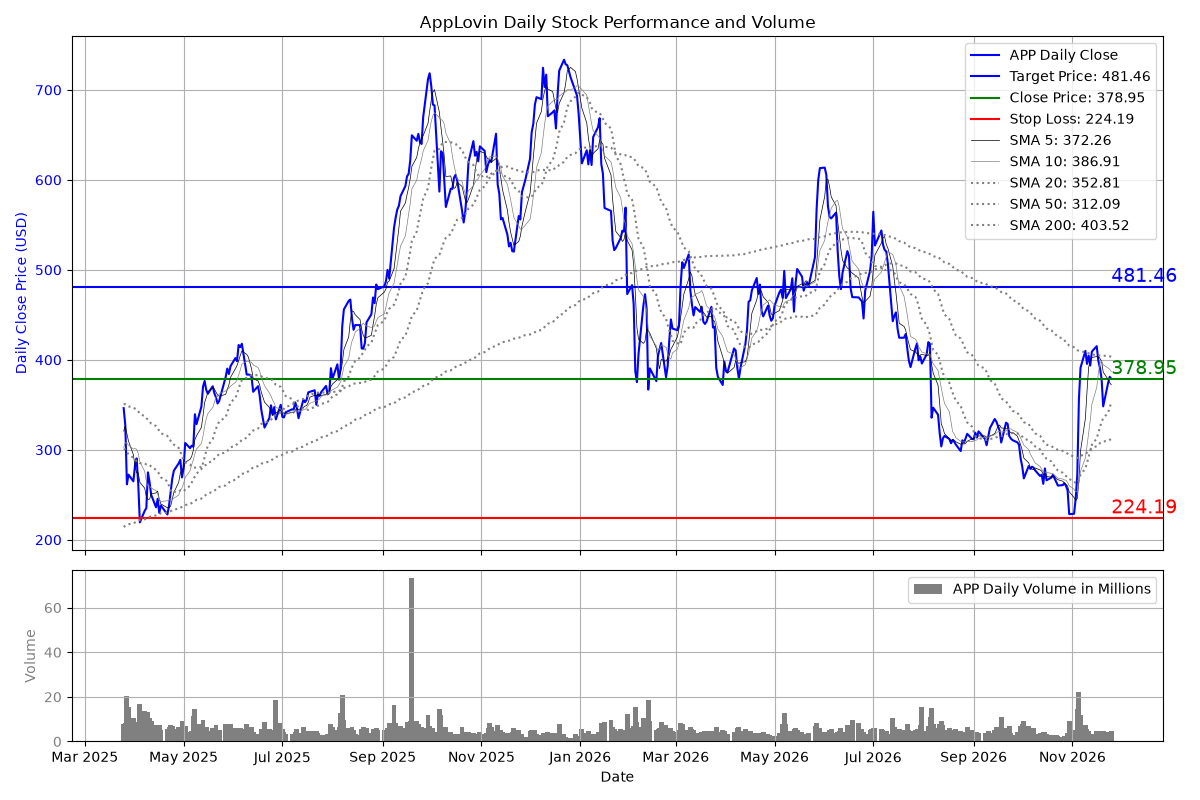 AppLovin Daily Stock Performance and Volume
Daily Close Price (USD)
700
600
500
400
300
200
APP Daily Close
Target Price: 481.46
Close Price: 378.95
Stop Loss: 224.19
SMA 5: 372.26
SMA 10: 386.91
SMA 20: 352.81
SMA 50: 312.09
SMA 200: 403.52
481.46
378.95
224.19
Volume
60
40
20
0
APP Daily Volume in Millions
Mar 2025 May 2025 Jul 2025 Sep 2025 Nov 2025 Jan 2026 Mar 2026 May 2026 Jul 2026 Sep 2026 Nov 2026
Date